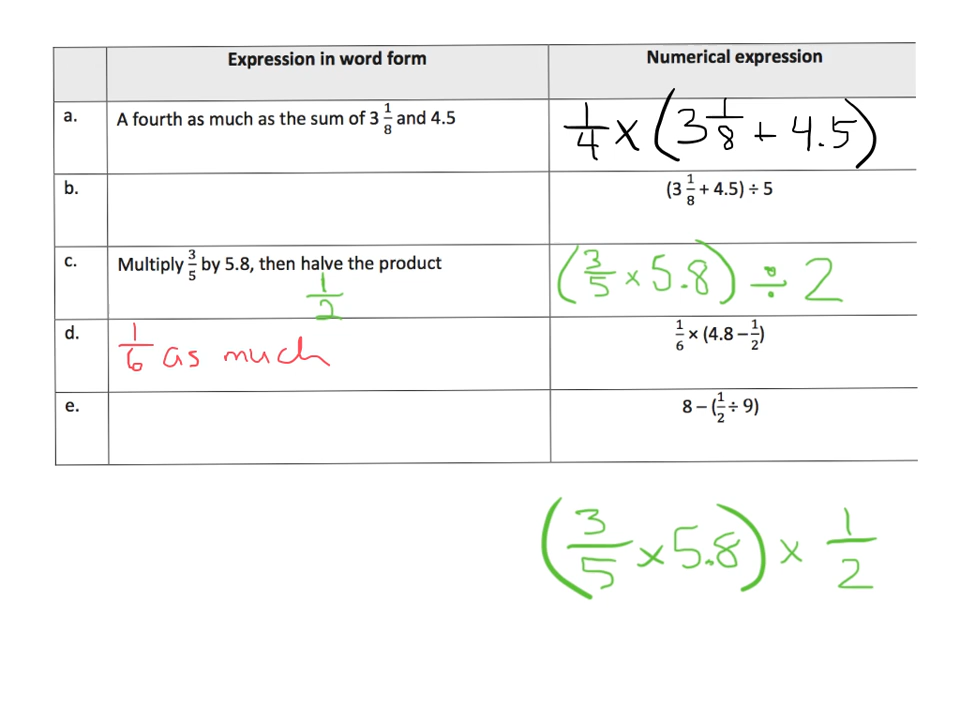 Expression in word form Numerical expression
a. A fourth as much as the sum of 3 1/8 and 4.5 1/4 x (3 1/8 + 4.5)
b. (3 1/8 + 4.5) ÷ 5
c. Multiply 3/5 by 5.8, then halve the product (3/5 x 5.8) ÷ 2
1/2
d. 1/6 as much 1/6 × (4.8 – 1/2)
e. 8 – (1/2 ÷ 9)
(3/5 x 5.8) x 1/2